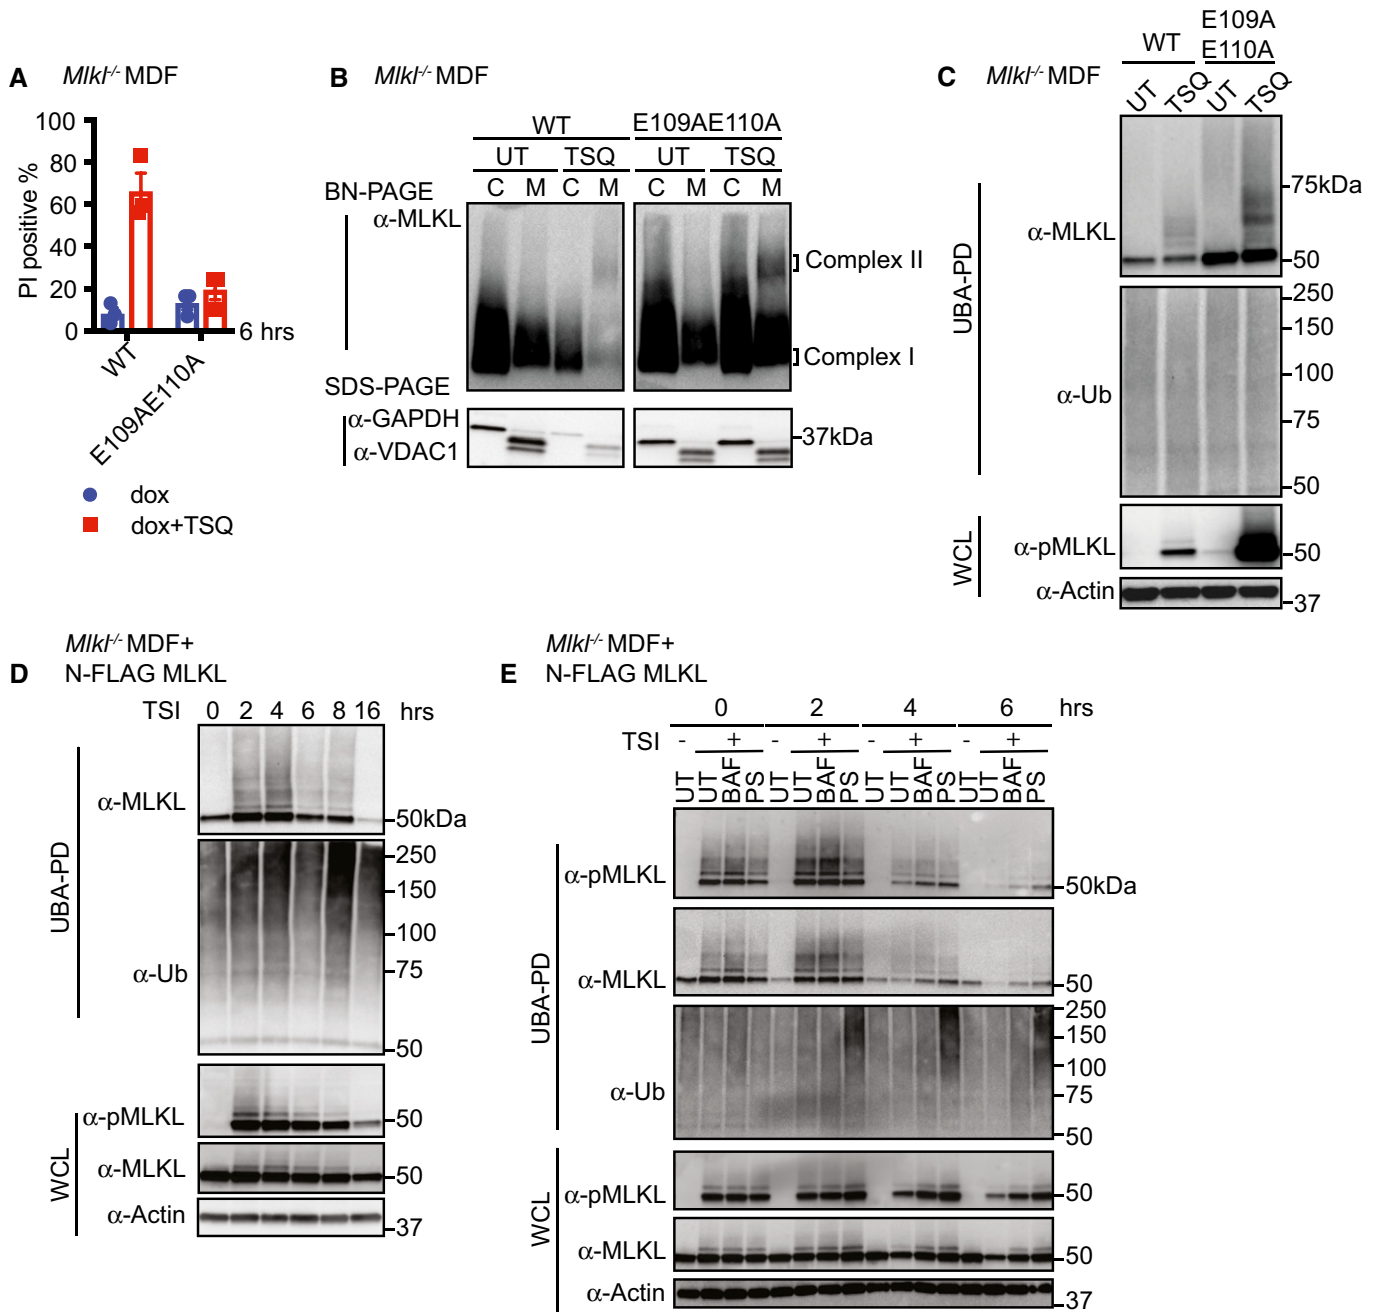 A Mlkl-/- MDF
100
80
60
40
20
0
PI positive %
6 hrs
WT
E109AE110A
dox
dox+TSQ
B Mlkl-/- MDF
WT E109AE110A
UT TSQ UT TSQ
C M C M C M C M
BN-PAGE
α-MLKL
Complex II
Complex I
SDS-PAGE
α-GAPDH
α-VDAC1
37kDa
C Mlkl-/- MDF
WT E109A E110A
UT TSQ UT TSQ
UBA-PD
α-MLKL
75kDa
50
α-Ub
250
150
100
75
50
WCL
α-pMLKL
50
α-Actin
37
D Mlkl-/- MDF+
N-FLAG MLKL
TSI 0 2 4 6 8 16 hrs
UBA-PD
α-MLKL
50kDa
α-Ub
250
150
100
75
50
WCL
α-pMLKL
50
α-MLKL
50
α-Actin
37
E Mlkl-/- MDF+
N-FLAG MLKL
0 2 4 6 hrs
TSI - + - + - + - +
UT UT BAF PS UT UT BAF PS UT UT BAF PS UT UT BAF PS
UBA-PD
α-pMLKL
50kDa
α-MLKL
50
α-Ub
250
150
100
75
50
WCL
α-pMLKL
50
α-MLKL
50
α-Actin
37